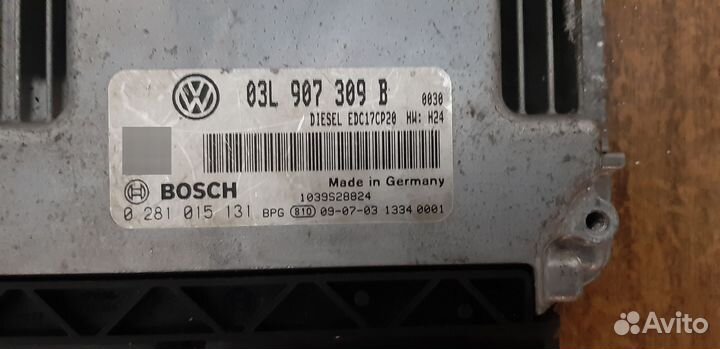 03L 907 309 B 0030
DIESEL EDC17CP20 HW: H24
BOSCH
Made in Germany
1039S28824
0 281 015 131 BPG 810 09-07-03 1334 0001
Avito